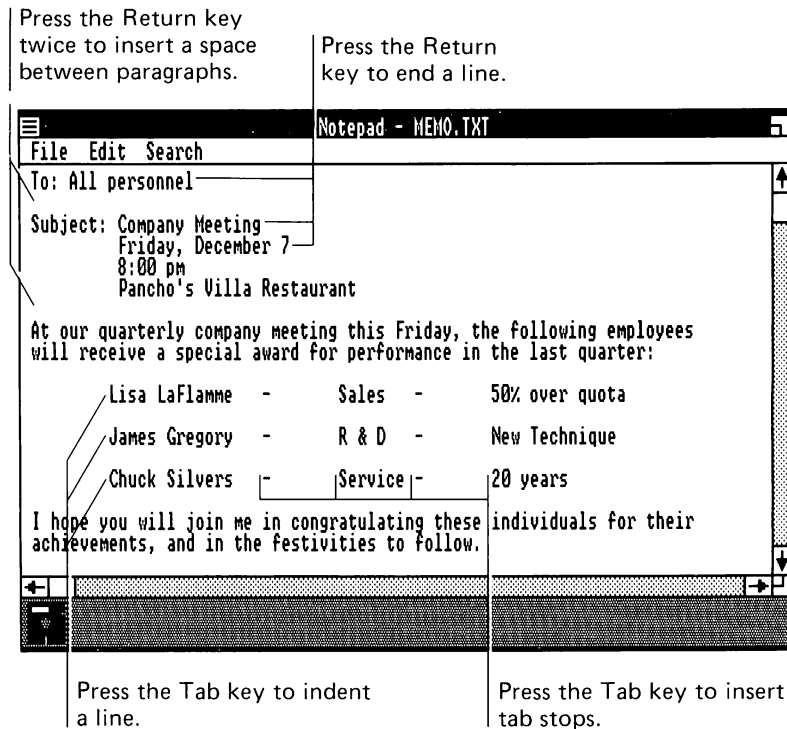 Press the Return key
twice to insert a space
between paragraphs.
Press the Return
key to end a line.
Notepad - MEMO.TXT
File Edit Search
To: All personnel
Subject: Company Meeting
Friday, December 7
8:00 pm
Pancho's Villa Restaurant
At our quarterly company meeting this Friday, the following employees
will receive a special award for performance in the last quarter:
Lisa LaFlamme - Sales - 50% over quota
James Gregory - R & D - New Technique
Chuck Silvers - Service - 20 years
I hope you will join me in congratulating these individuals for their
achievements, and in the festivities to follow.
Press the Tab key to indent
a line.
Press the Tab key to insert
tab stops.